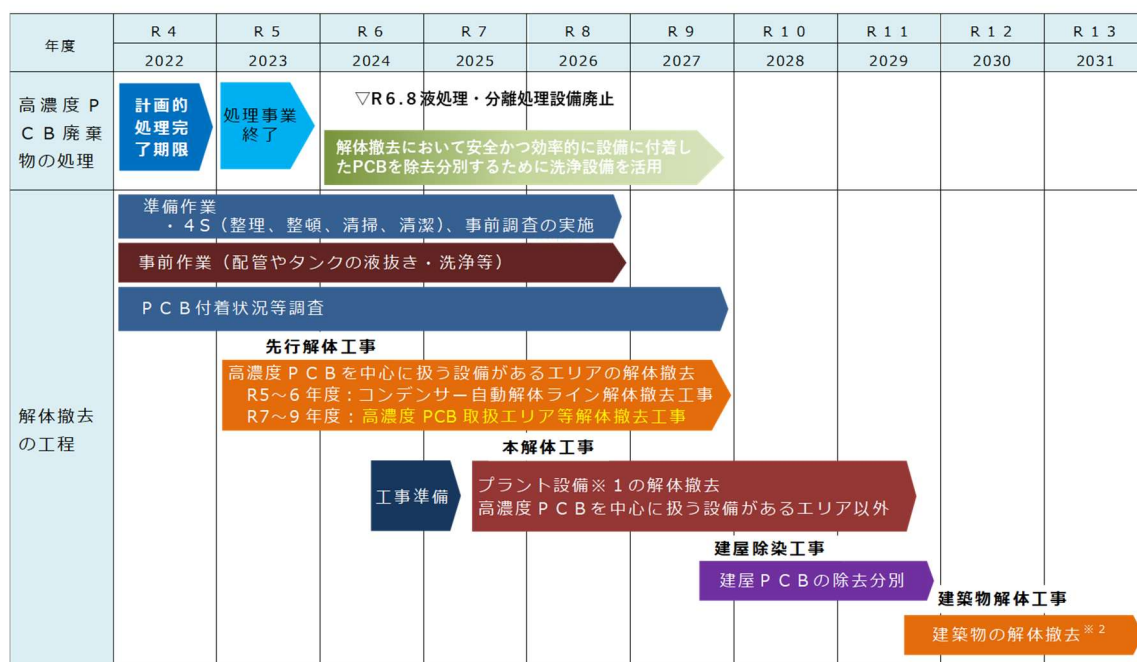 年度
R4 R5 R6 R7 R8 R9 R10 R11 R12 R13
2022 2023 2024 2025 2026 2027 2028 2029 2030 2031
高濃度P
CB廃棄
物の処理
計画的
処理完
了期限
処理事業
終了
▽R6.8液処理・分離処理設備廃止
解体撤去において安全かつ効率的に設備に付着し
たPCBを除去分別するために洗浄設備を活用
解体撤去
の工程
準備作業
・4S(整理、整頓、清掃、清潔)、事前調査の実施
事前作業(配管やタンクの液抜き・洗浄等)
PCB付着状況等調査
先行解体工事
高濃度PCBを中心に扱う設備があるエリアの解体撤去
R5~6年度:コンデンサー自動解体ライン解体撤去工事
R7~9年度:高濃度PCB取扱エリア等解体撤去工事
本解体工事
工事準備
プラント設備※1の解体撤去
高濃度PCBを中心に扱う設備があるエリア以外
建屋除染工事
建屋PCBの除去分別
建築物解体工事
建築物の解体撤去※2